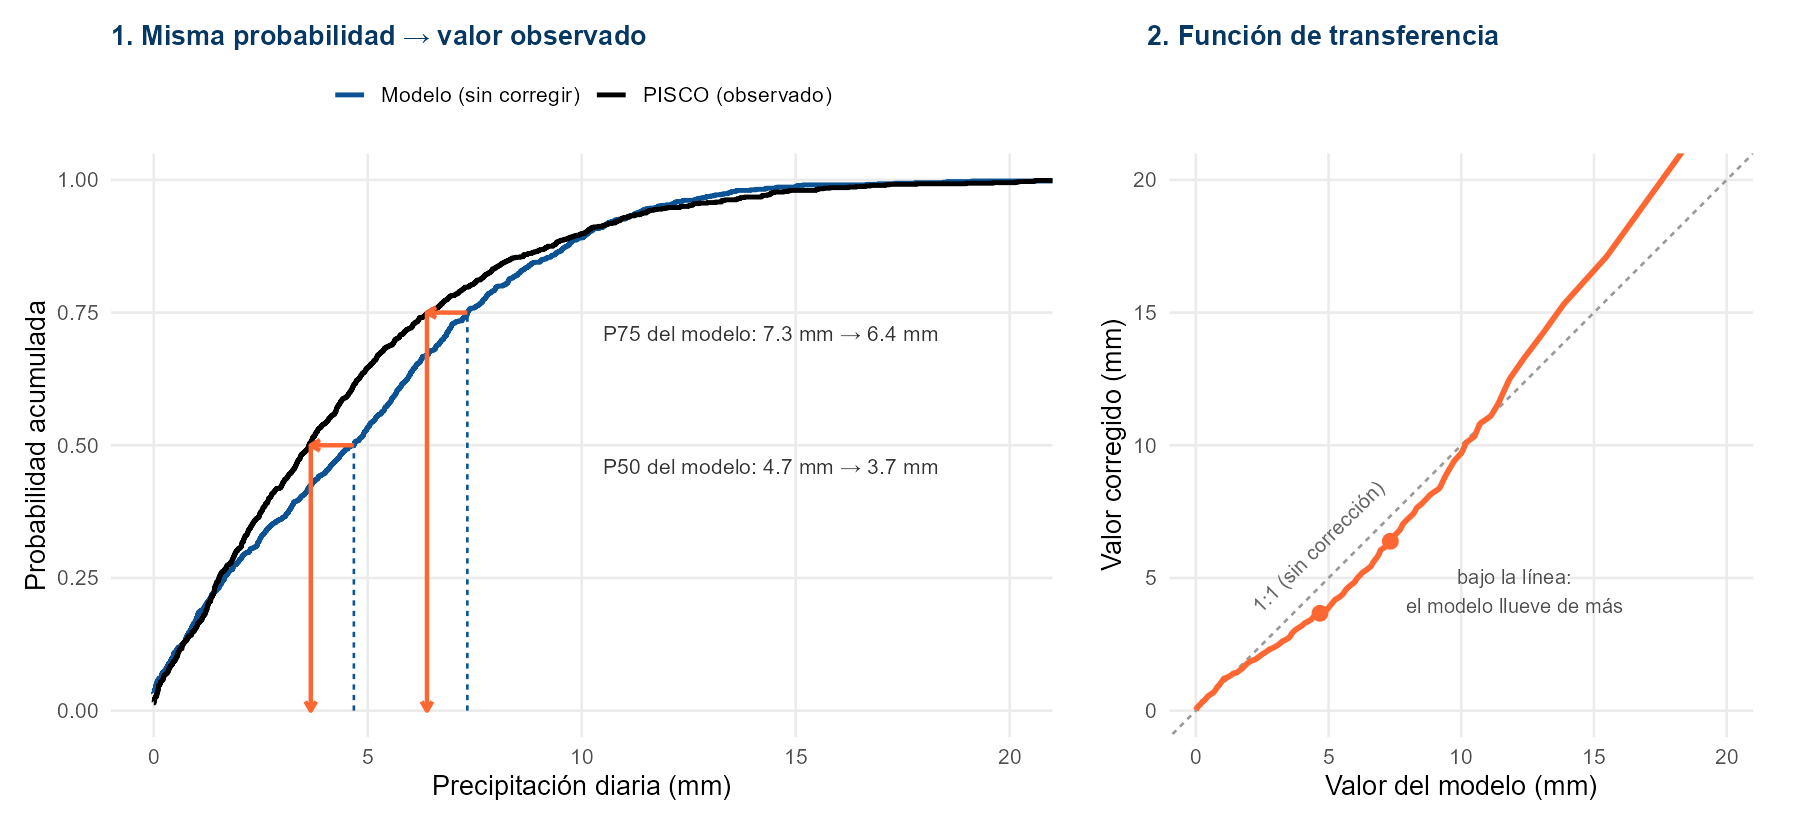 1. Misma probabilidad → valor observado
Modelo (sin corregir)
PISCO (observado)
Probabilidad acumulada
1.00
0.75
0.50
0.25
0.00
P75 del modelo: 7.3 mm → 6.4 mm
P50 del modelo: 4.7 mm → 3.7 mm
0
5
10
15
20
Precipitación diaria (mm)
2. Función de transferencia
Valor corregido (mm)
20
15
10
5
0
1:1 (sin corrección)
bajo la línea:
el modelo llueve de más
0
5
10
15
20
Valor del modelo (mm)